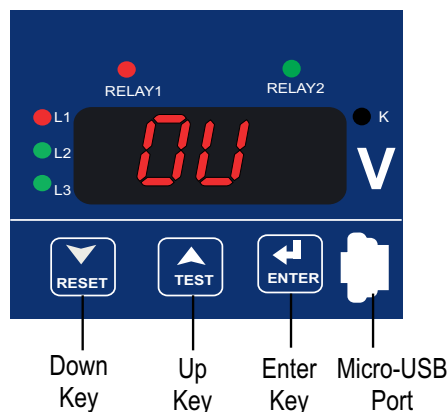 RELAY1 RELAY2
L1 K
L2
L3
0U
V
RESET TEST ENTER
Down Up Enter Micro-USB
Key Key Key Port